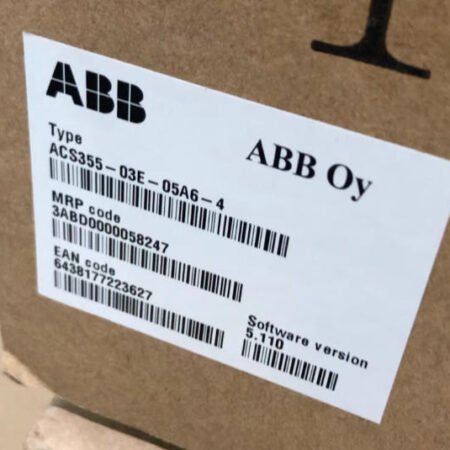 ABB
ABB Oy
Type
ACS355-03E-05A6-4
MRP code
3ABD0000058247
EAN code
6438177223627
Software version
5.110